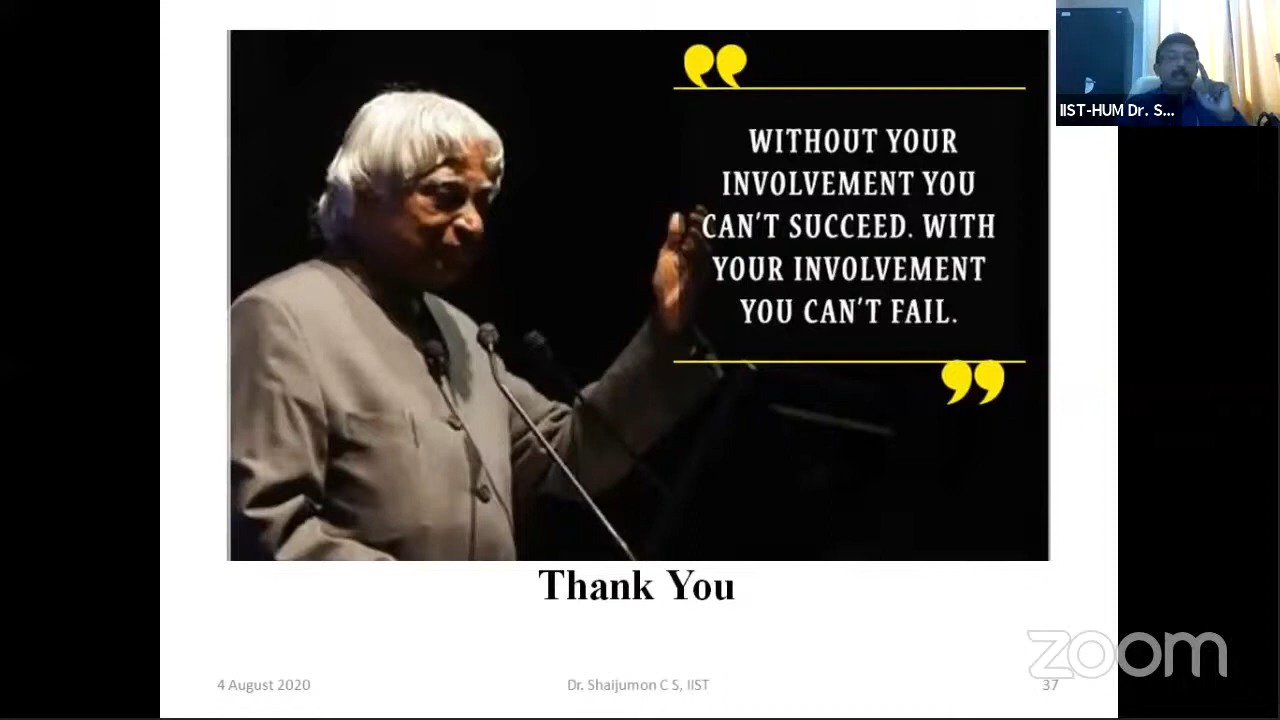 IIST-HUM Dr. S...
WITHOUT YOUR
INVOLVEMENT YOU
CAN'T SUCCEED. WITH
YOUR INVOLVEMENT
YOU CAN'T FAIL.
Thank You
zoom
4 August 2020
Dr. Shaijumon C S, IIST
37